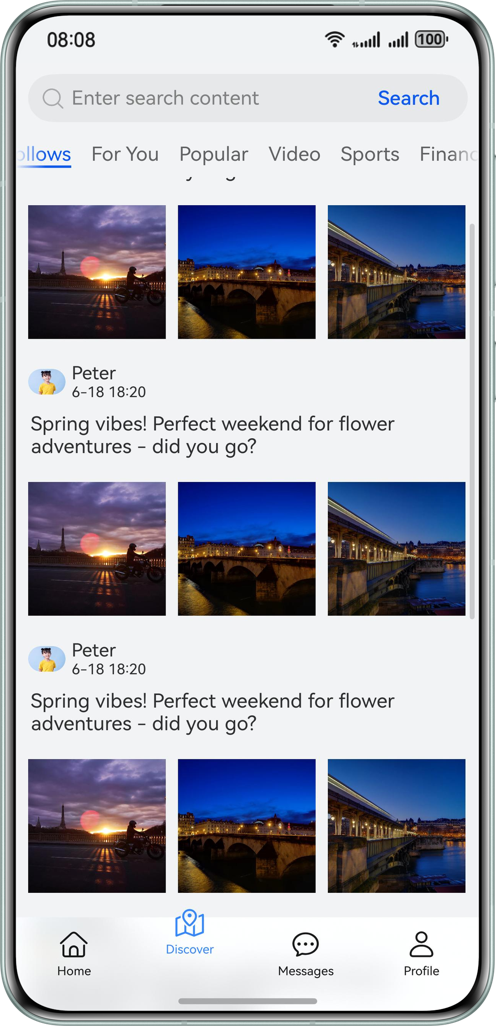 08:08
100
Enter search content
Search
ollows For You Popular Video Sports Financ
Peter
6-18 18:20
Spring vibes! Perfect weekend for flower
adventures - did you go?
Peter
6-18 18:20
Spring vibes! Perfect weekend for flower
adventures - did you go?
Home
Discover
Messages
Profile